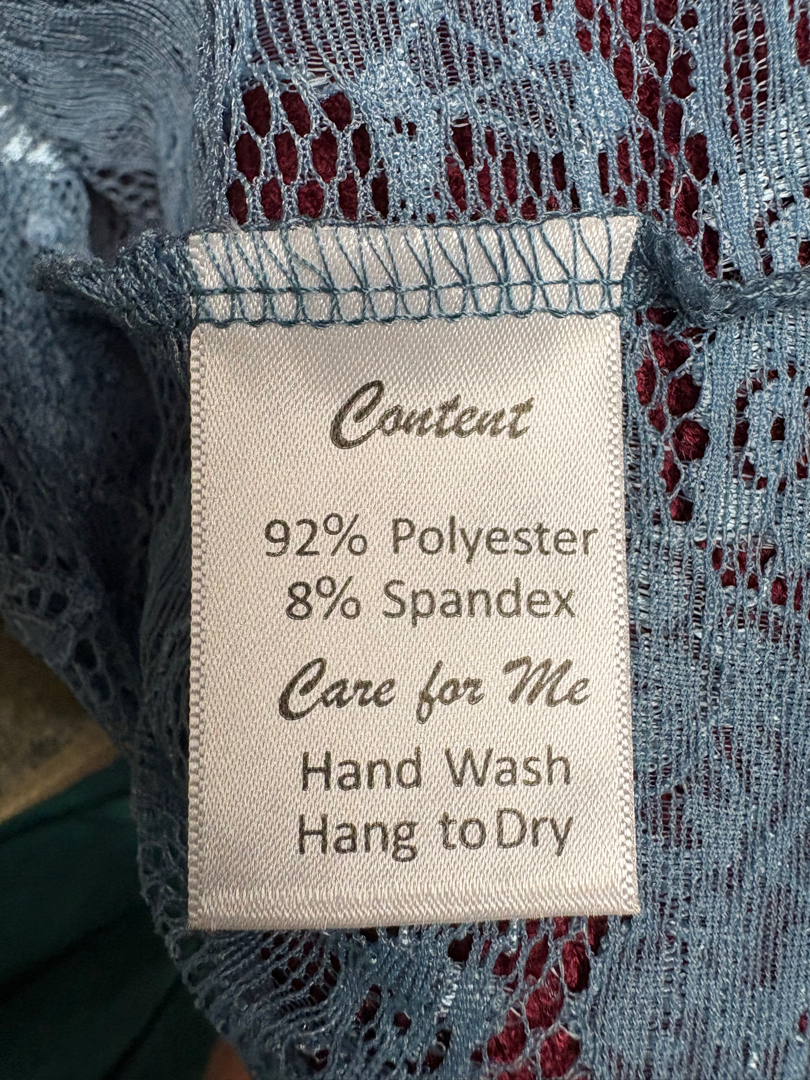 Content
92% Polyester
8% Spandex
Care for Me
Hand Wash
Hang to Dry